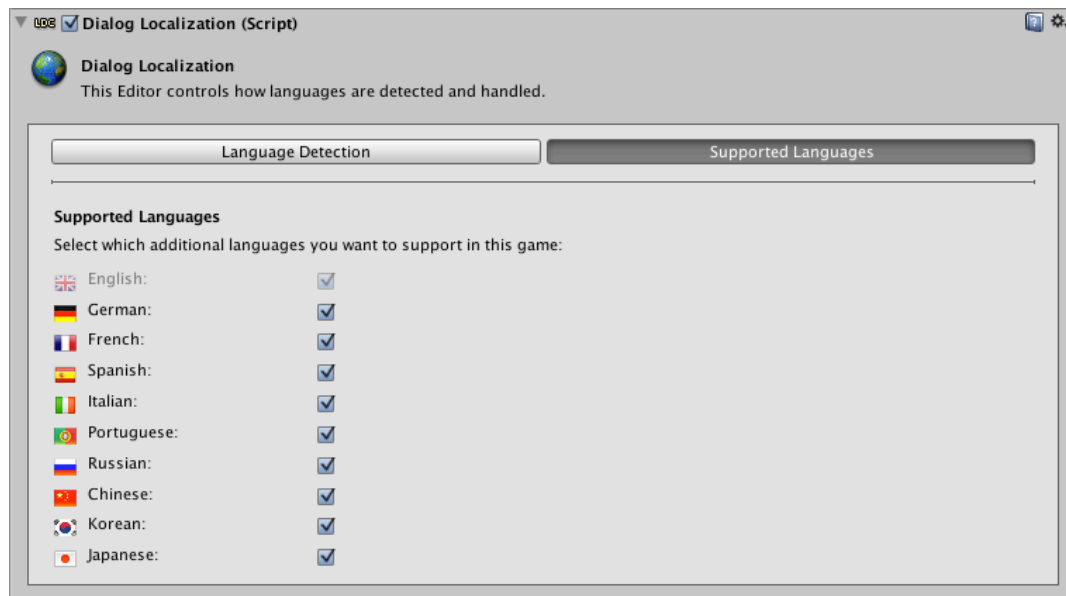 LDC Dialog Localization (Script)
Dialog Localization
This Editor controls how languages are detected and handled.
Language Detection
Supported Languages
Supported Languages
Select which additional languages you want to support in this game:
English:
German:
French:
Spanish:
Italian:
Portuguese:
Russian:
Chinese:
Korean:
Japanese: